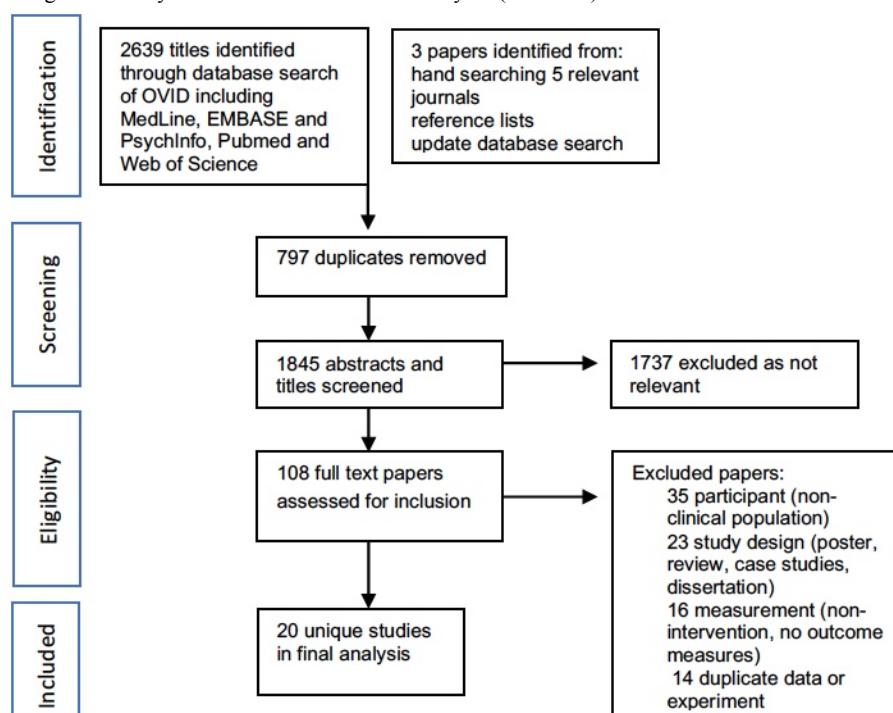 Identification
2639 titles identified
through database search
of OVID including
MedLine, EMBASE and
PsychInfo, Pubmed and
Web of Science
3 papers identified from:
hand searching 5 relevant
journals
reference lists
update database search
Screening
797 duplicates removed
1845 abstracts and
titles screened
1737 excluded as not
relevant
Eligibility
108 full text papers
assessed for inclusion
Excluded papers:
35 participant (non-
clinical population)
23 study design (poster,
review, case studies,
dissertation)
16 measurement (non-
intervention, no outcome
measures)
14 duplicate data or
experiment
Included
20 unique studies
in final analysis